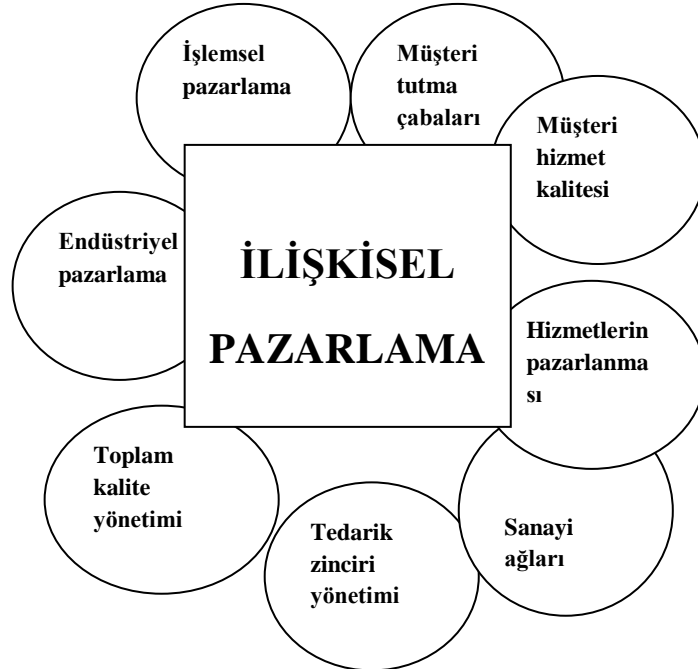 İşlemsel
pazarlama
Müşteri
tutma
çabaları
Müşteri
hizmet
kalitesi
Endüstriyel
pazarlama
İLİŞKİSEL
PAZARLAMA
Hizmetlerin
pazarlanma
sı
Toplam
kalite
yönetimi
Tedarik
zinciri
yönetimi
Sanayi
ağları